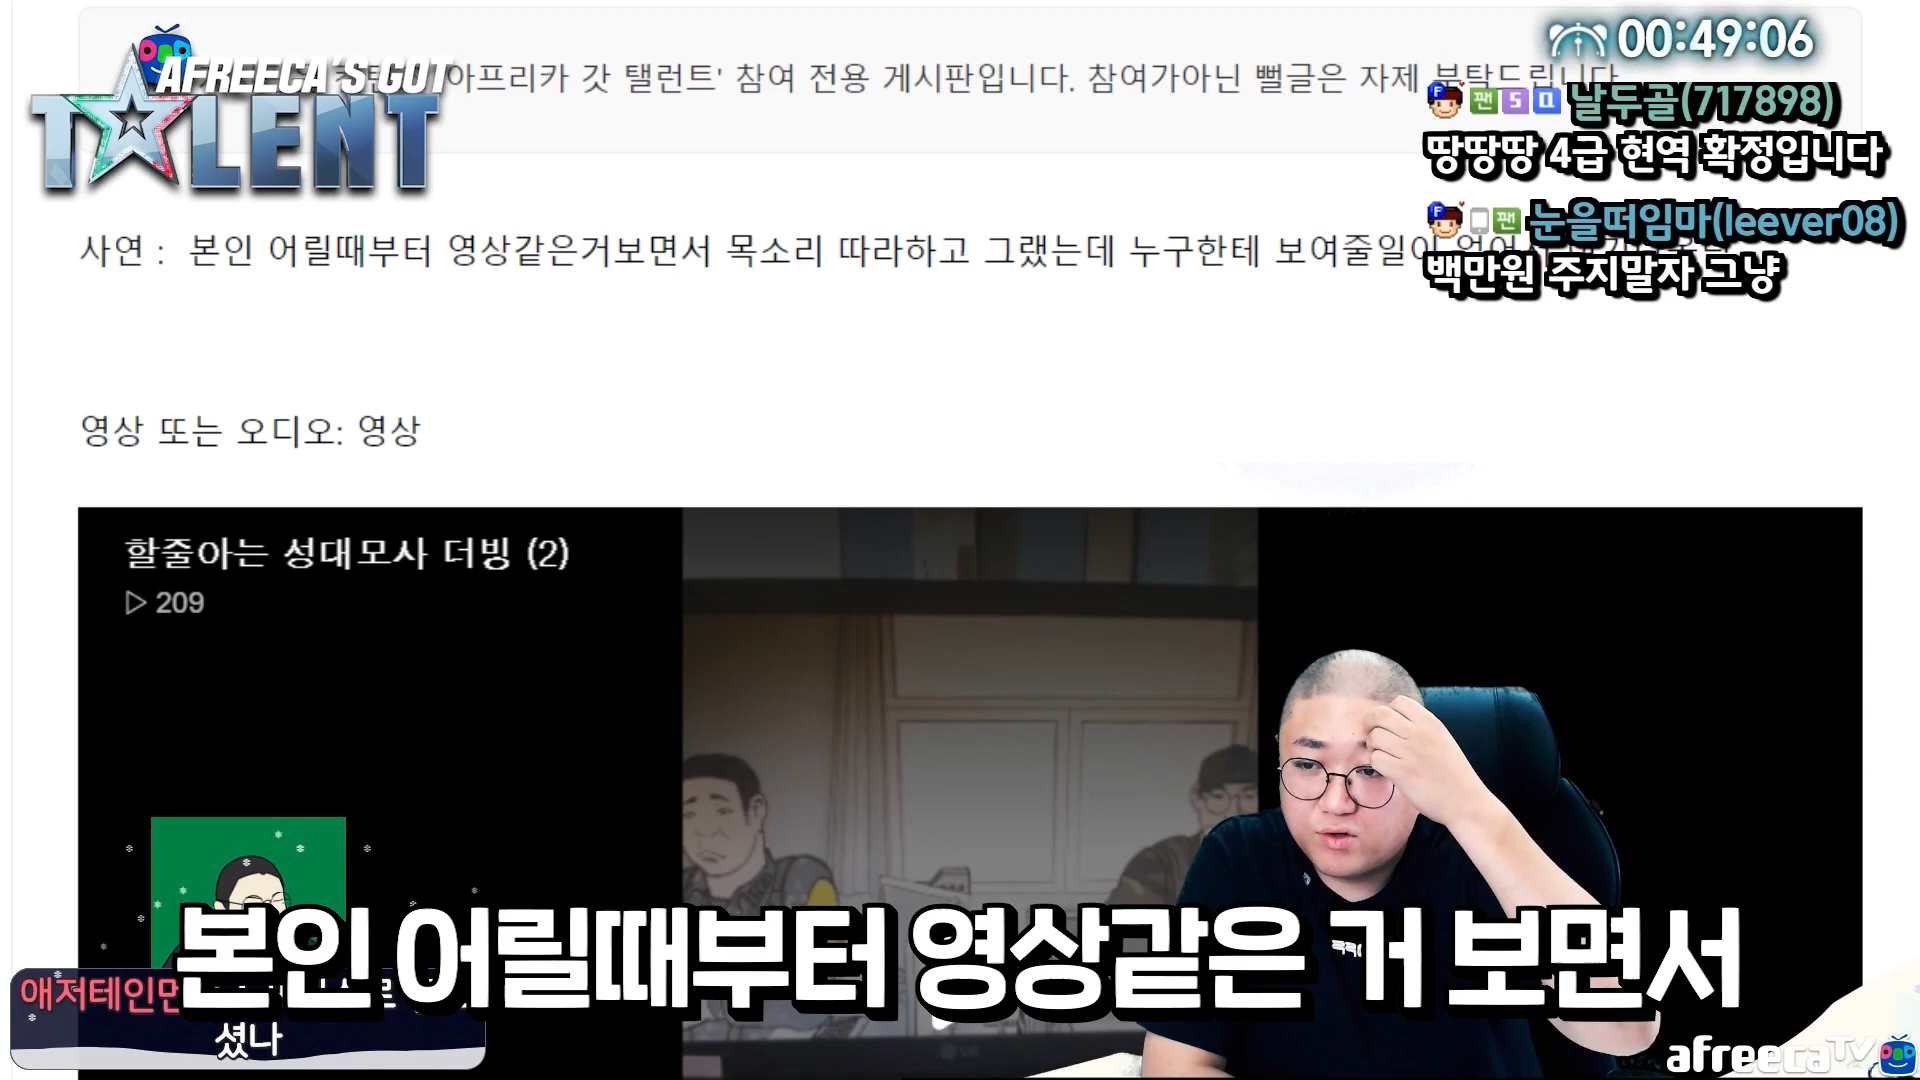 AFREECA'S GOT
TALENT
아프리카 갓 탤런트' 참여 전용 게시판입니다. 참여가아닌 뻘글은 자제 부탁드립니다
00:49:06
F 팬 S 날두골(717898)
땅땅땅 4급 현역 확정입니다
F 팬 눈을떠임마(leever08)
백만원 주지말자 그냥
사연 : 본인 어릴때부터 영상같은거보면서 목소리 따라하고 그랬는데 누구한테 보여줄일이
영상 또는 오디오: 영상
할줄아는 성대모사 더빙 (2)
209
본인 어릴때부터 영상같은 거 보면서
애저테인먼
셨나
LG
afreecaTV